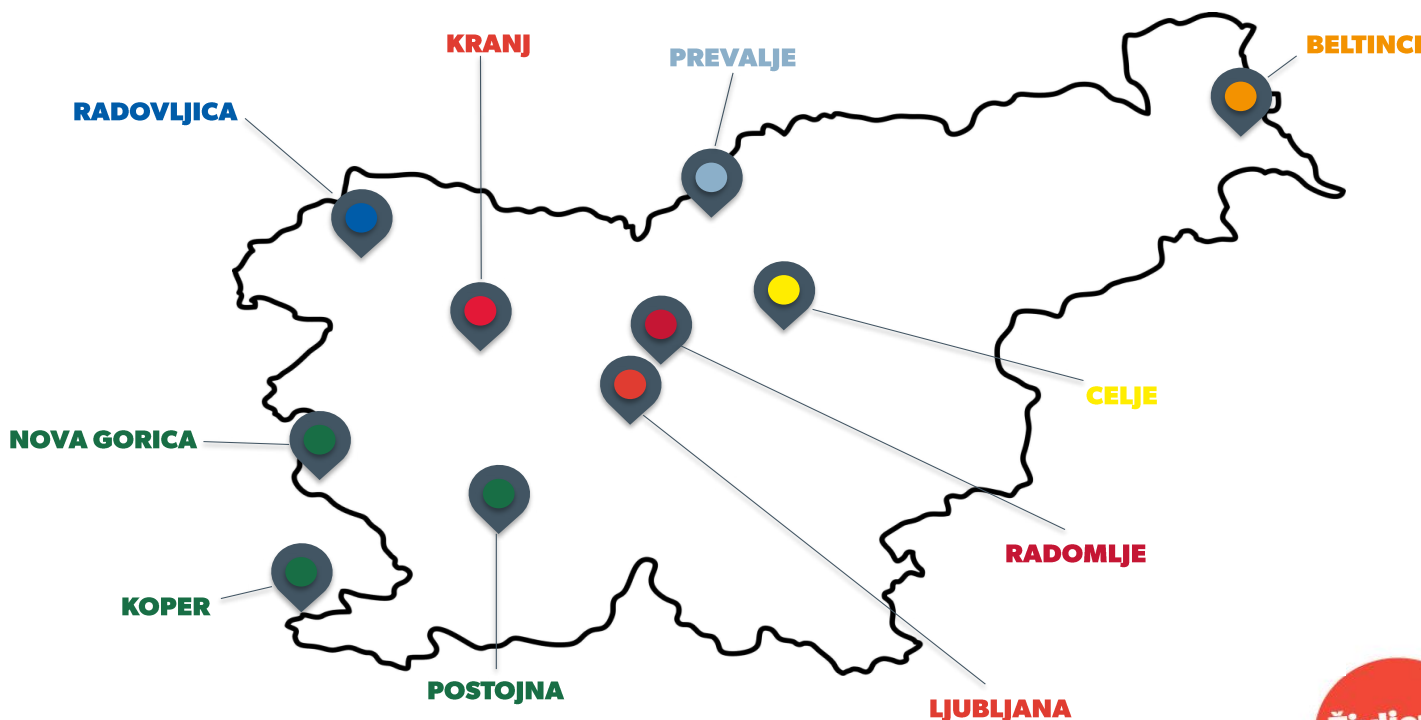 KRANJ
PREVALJE
BELTINCI
RADOVLJICA
CELJE
NOVA GORICA
RADOMLJE
KOPER
POSTOJNA
LJUBLJANA